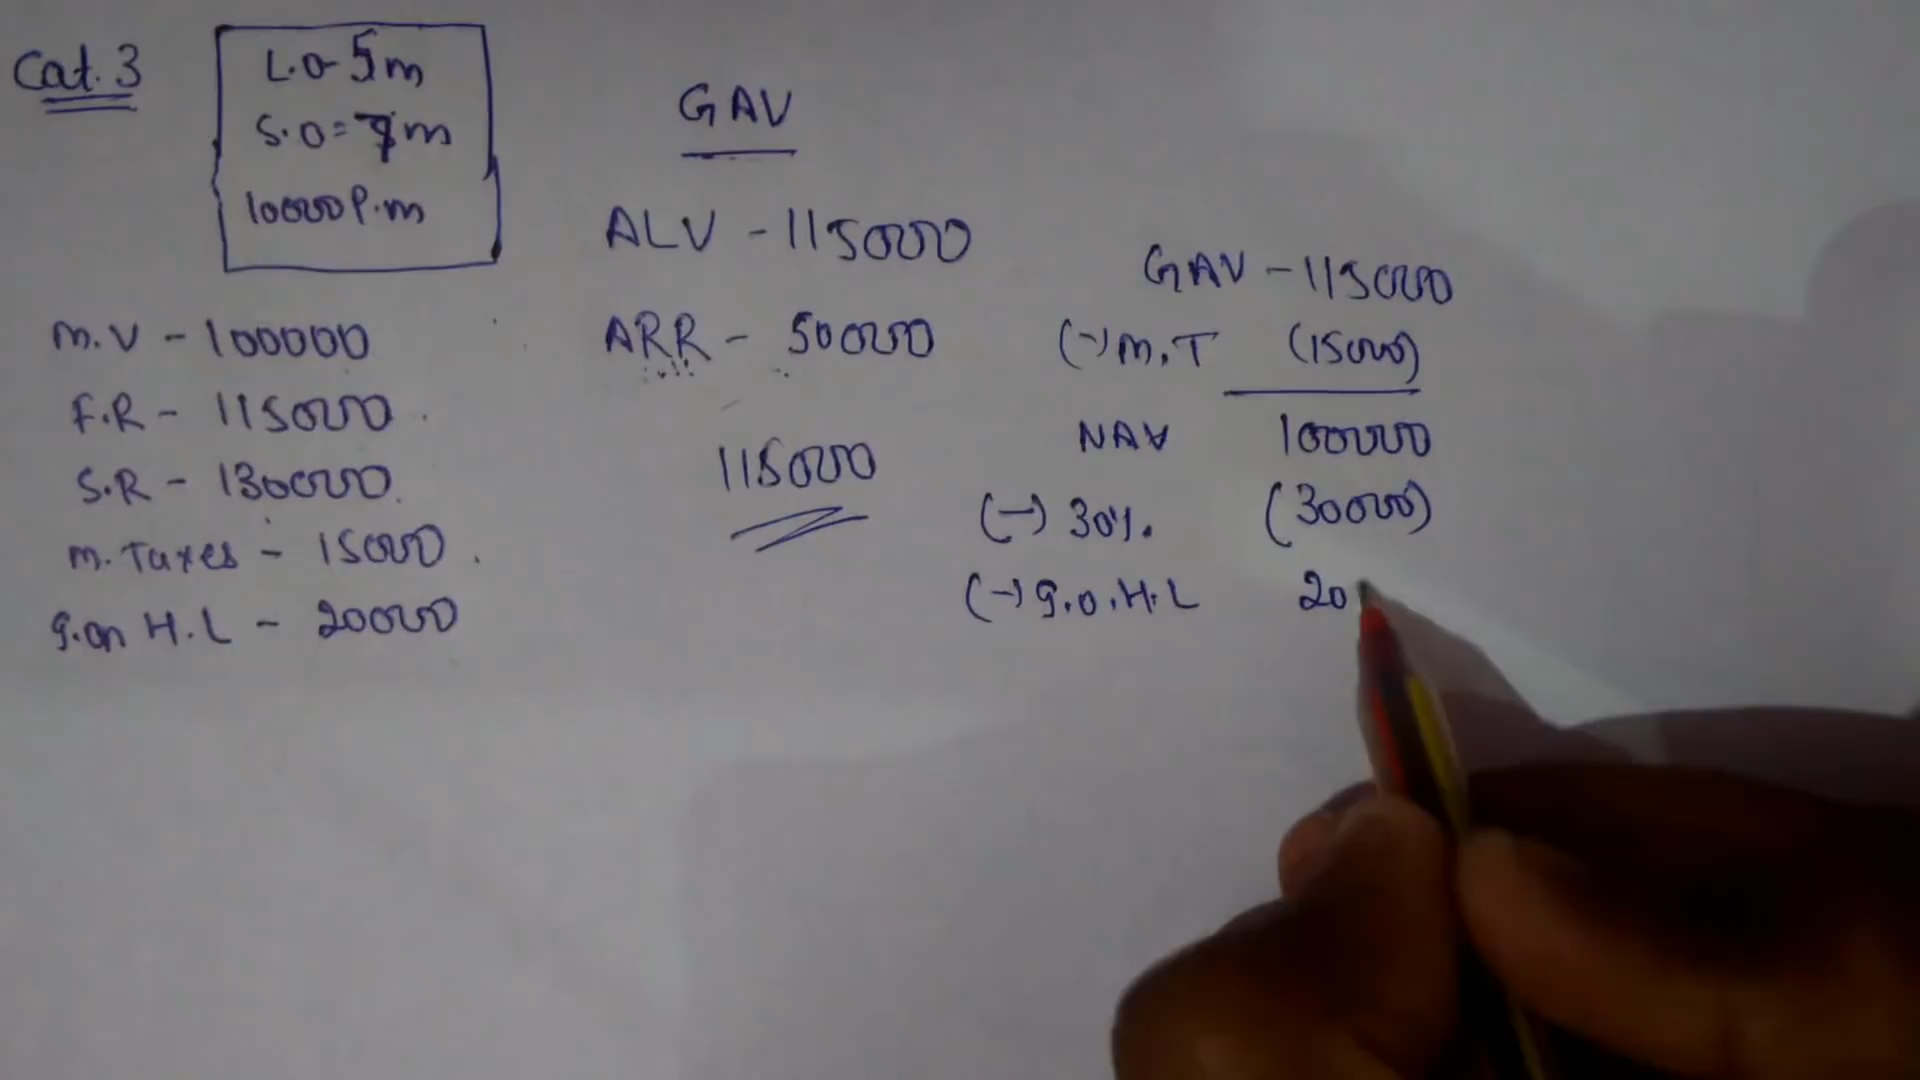 Cat. 3
L.O- 5m
S.O = 7m
10000 P.m
M.V - 100000
F.R - 115000
S.R - 130000
M. Taxes - 15000
I.on H.L - 20000
GAV
ALV - 115000
ARR - 50000
115000
GAV - 115000
(-) M.T (15000)
NAV 100000
(-) 30%. (30000)
(-) I.O.H.L 20